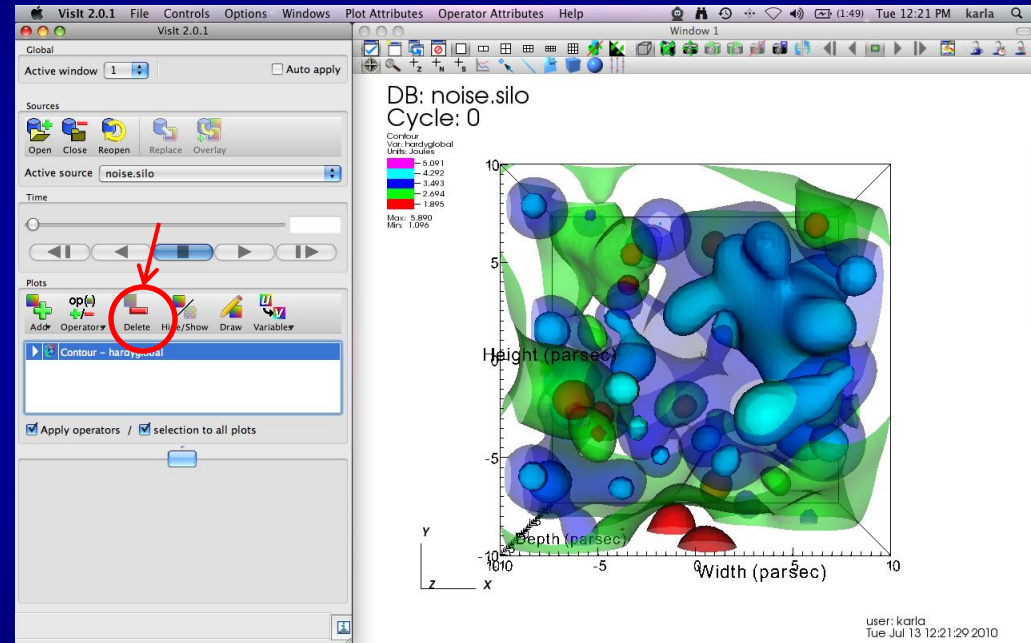 VisIt 2.0.1 File Controls Options Windows Plot Attributes Operator Attributes Help (1:49) Tue 12:21 PM karla
VisIt 2.0.1
Global
Active window 1 Auto apply
Sources
Open Close Reopen Replace Overlay
Active source noise.silo
Time
Plots
op(u)
+/-
Add Operators Delete Hide/Show Draw Variables
Contour - hardyglobal
Apply operators / selection to all plots
Window 1
DB: noise.silo
Cycle: 0
Contour
Var: hardyglobal
Units: Joules
5.091
4.292
3.493
2.694
1.895
Max: 5.890
Min: 1.096
10
5
Height (parsec)
0
-5
-10
Depth (parsec)
-5
0
5
10
Width (parsec)
Y
Z X
user: karla
Tue Jul 13 12:21:29 2010